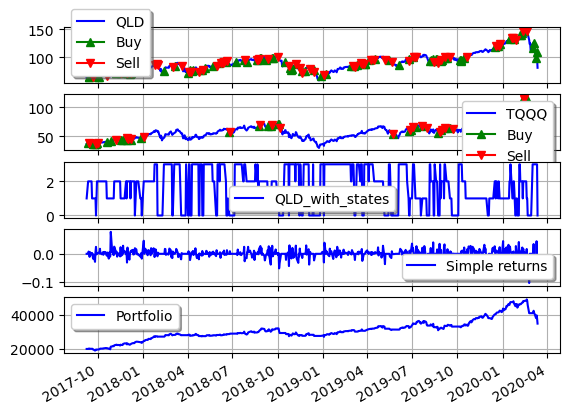 150
100
QLD
Buy
Sell
100
50
TQQQ
Buy
Sell
2
0
QLD_with_states
0.0
−0.1
Simple returns
40000
20000
Portfolio
2017-10
2018-01
2018-04
2018-07
2018-10
2019-01
2019-04
2019-07
2019-10
2020-01
2020-04